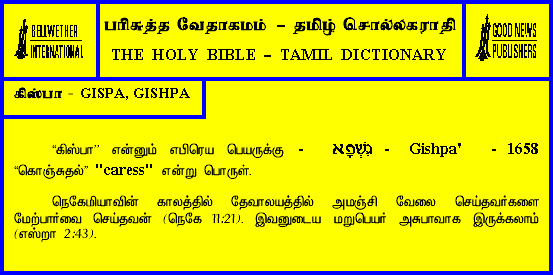 BELLWETHER
INTERNATIONAL
பரிசுத்த வேதாகமம் – தமிழ் சொல்லகராதி
THE HOLY BIBLE – TAMIL DICTIONARY
GOOD NEWS
PUBLISHERS
கிஸ்பா - GISPA, GISHPA
“கிஸ்பா” என்னும் எபிரெய பெயருக்கு - גִּשְׁפָּא - Gishpa' - 1658
“கொஞ்சுதல்” "caress" என்று பொருள்.
நெகேமியாவின் காலத்தில் தேவாலயத்தில் அமஞ்சி வேலை செய்தவர்களை
மேற்பார்வை செய்தவன் (நெகே 11:21). இவனுடைய மறுபெயர் அசுபாவாக இருக்கலாம்
(எஸ்றா 2:43).